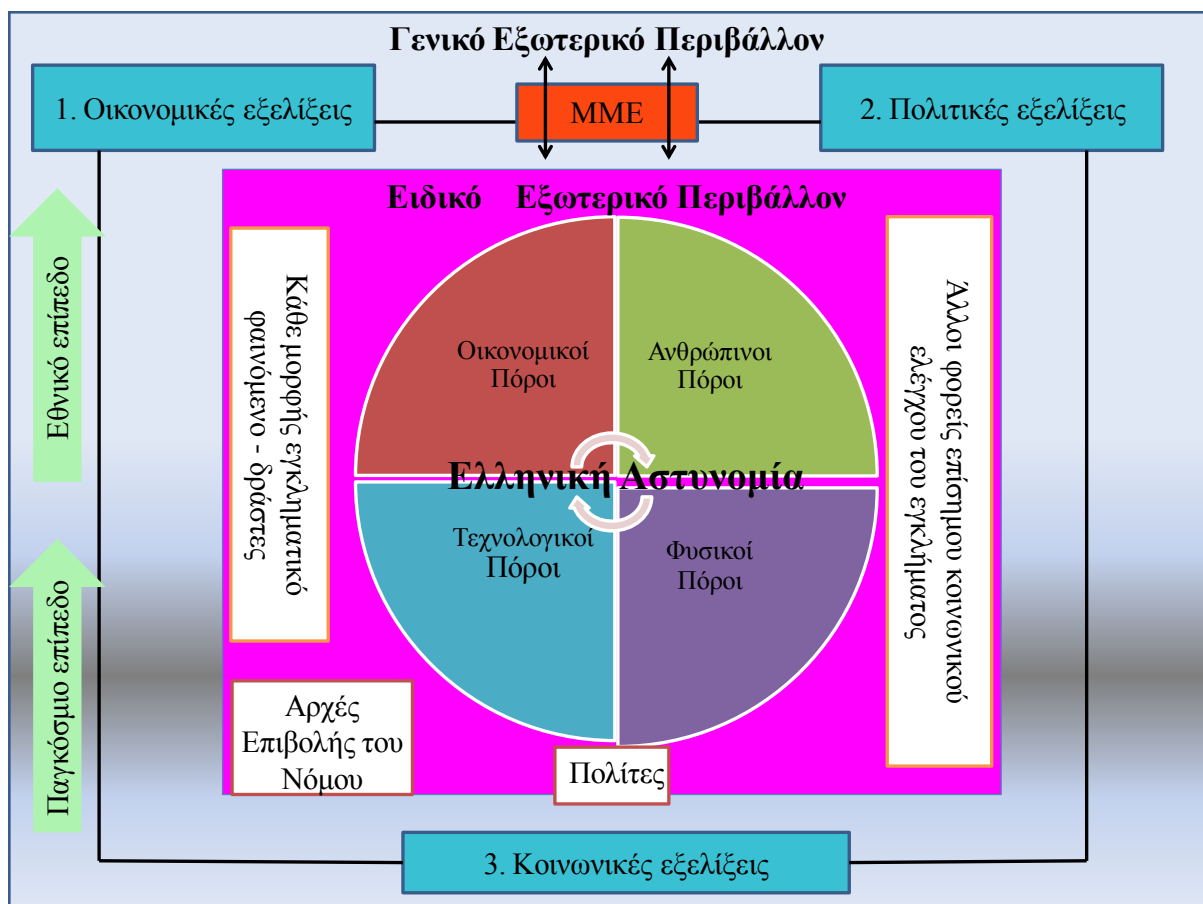 Γενικό Εξωτερικό Περιβάλλον
1. Οικονομικές εξελίξεις
ΜΜΕ
2. Πολιτικές εξελίξεις
Ειδικό Εξωτερικό Περιβάλλον
Εθνικό επίπεδο
Παγκόσμιο επίπεδο
Κάθε μορφής εγκληματικό
φαινόμενο - δράστες
Οικονομικοί
Πόροι
Ανθρώπινοι
Πόροι
Ελληνική Αστυνομία
Τεχνολογικοί
Πόροι
Φυσικοί
Πόροι
Άλλοι φορείς επίσημου κοινωνικού
ελέγχου του εγκλήματος
Αρχές
Επιβολής του
Νόμου
Πολίτες
3. Κοινωνικές εξελίξεις